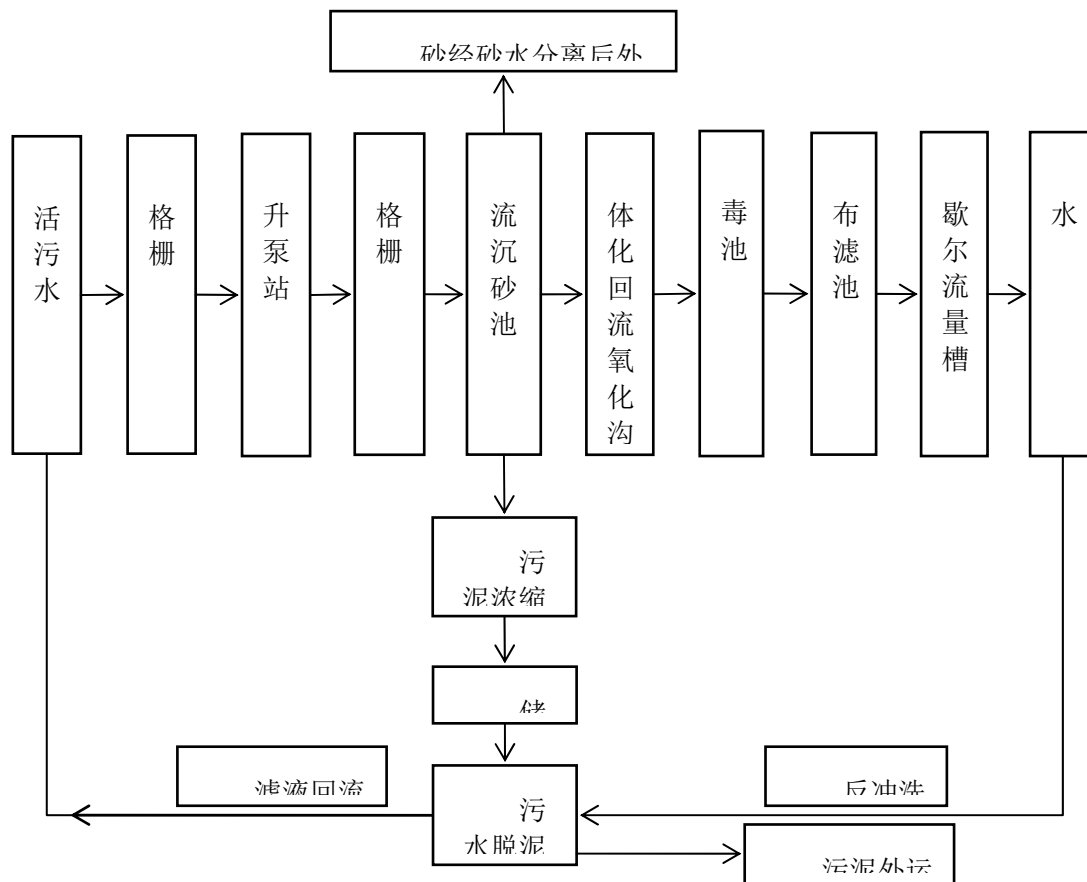 砂经砂水分离后外
活污水
格栅
升泵站
格栅
流沉砂池
体化回流氧化沟
毒池
布滤池
歇尔流量槽
水
污
泥浓缩
储
滤液回流
反冲洗
污
水脱泥
污泥外运